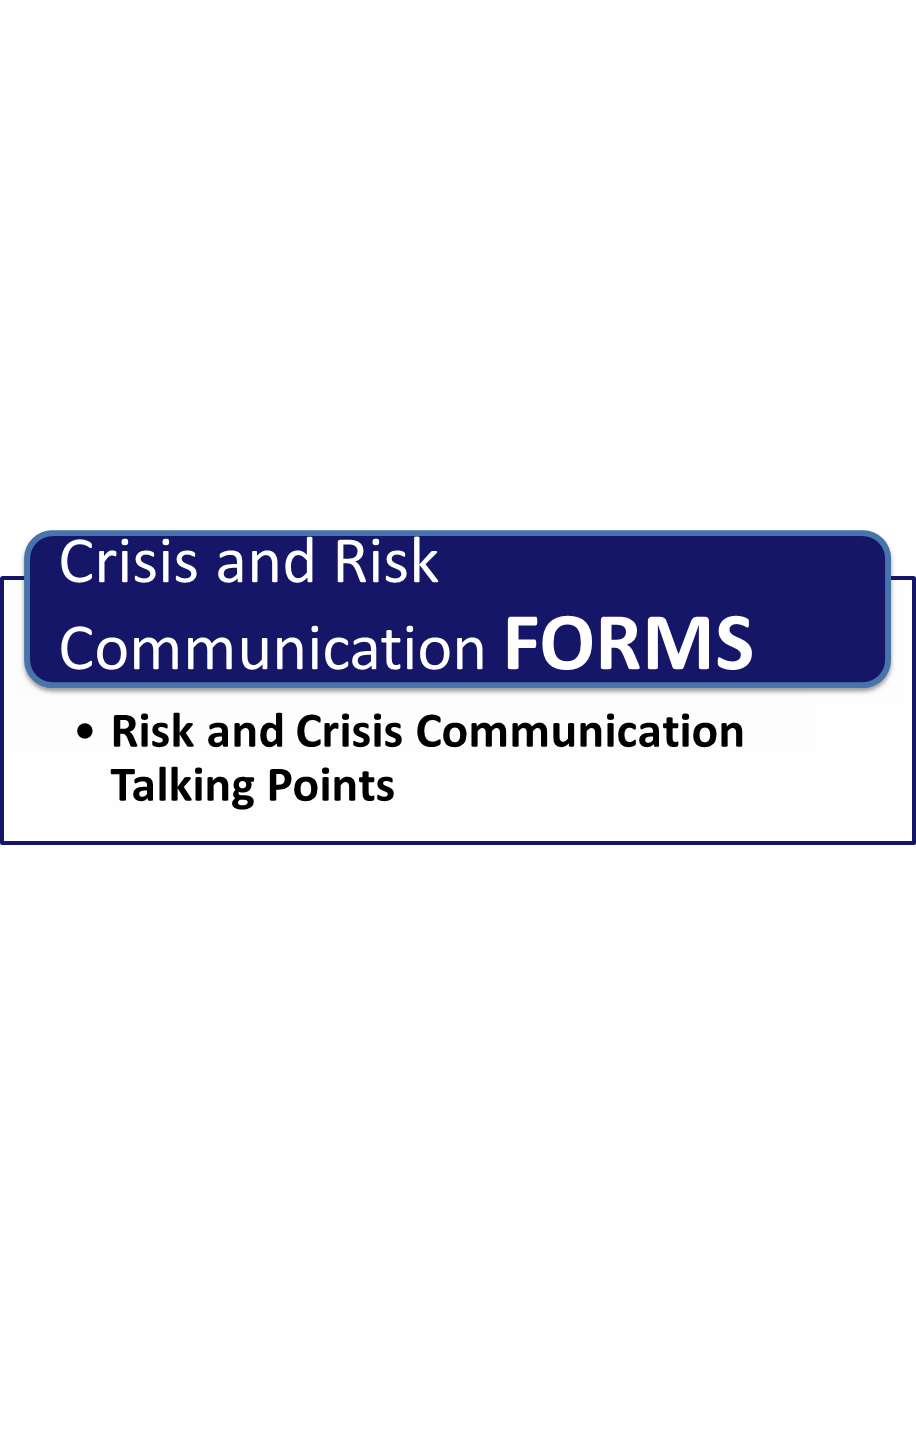 Crisis and Risk
Communication FORMS
• Risk and Crisis Communication
Talking Points